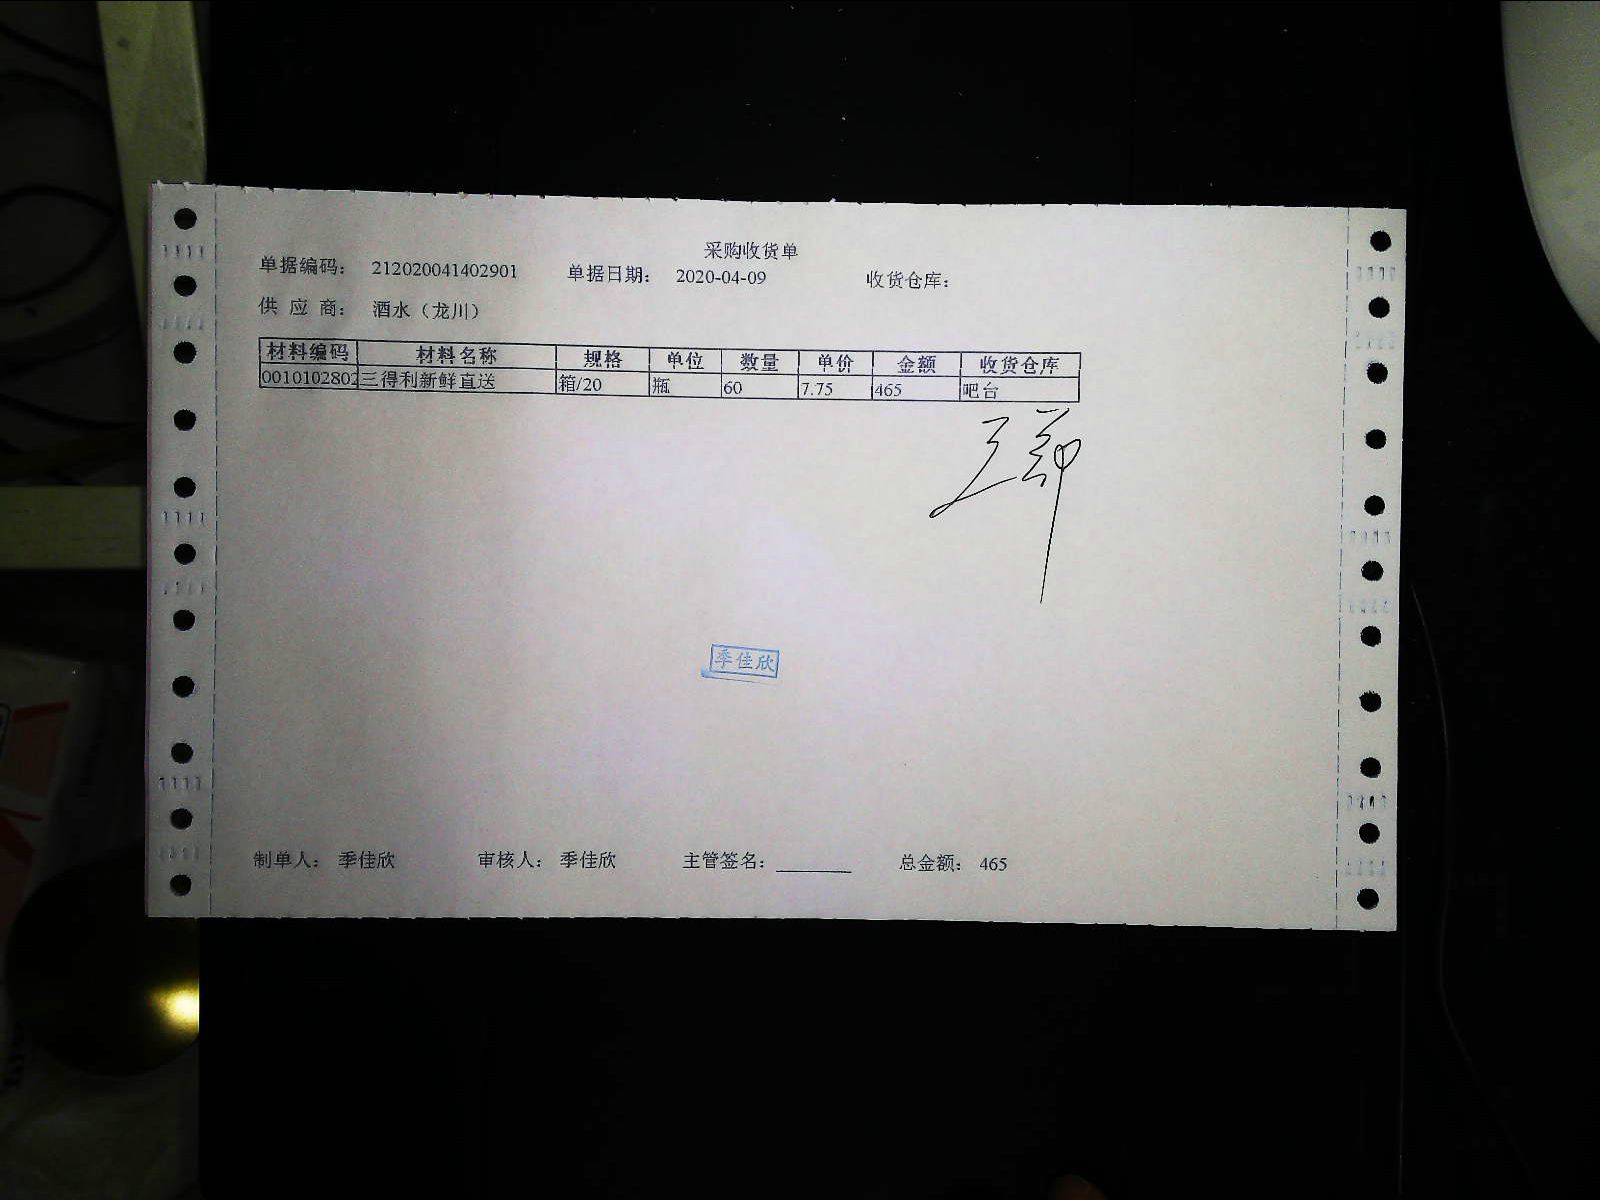 采购收货单
单据编码： 212020041402901 单据日期： 2020-04-09 收货仓库：
供 应 商： 酒水（龙川）
材料编码 材料名称 规格 单位 数量 单价 金额 收货仓库
0010102802 三得利新鲜直送 箱/20 瓶 60 7.75 465 吧台
季佳欣
制单人： 季佳欣 审核人： 季佳欣 主管签名： 总金额： 465